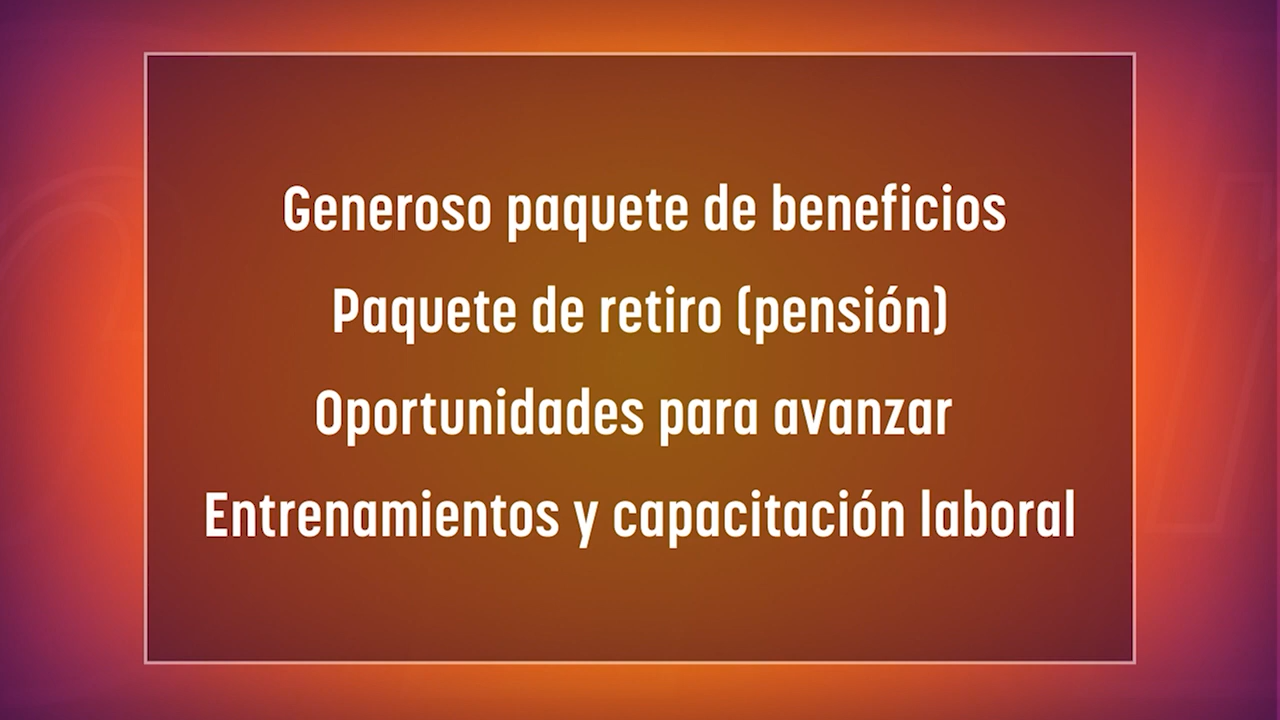 Generoso paquete de beneficios
Paquete de retiro (pensión)
Oportunidades para avanzar
Entrenamientos y capacitación laboral